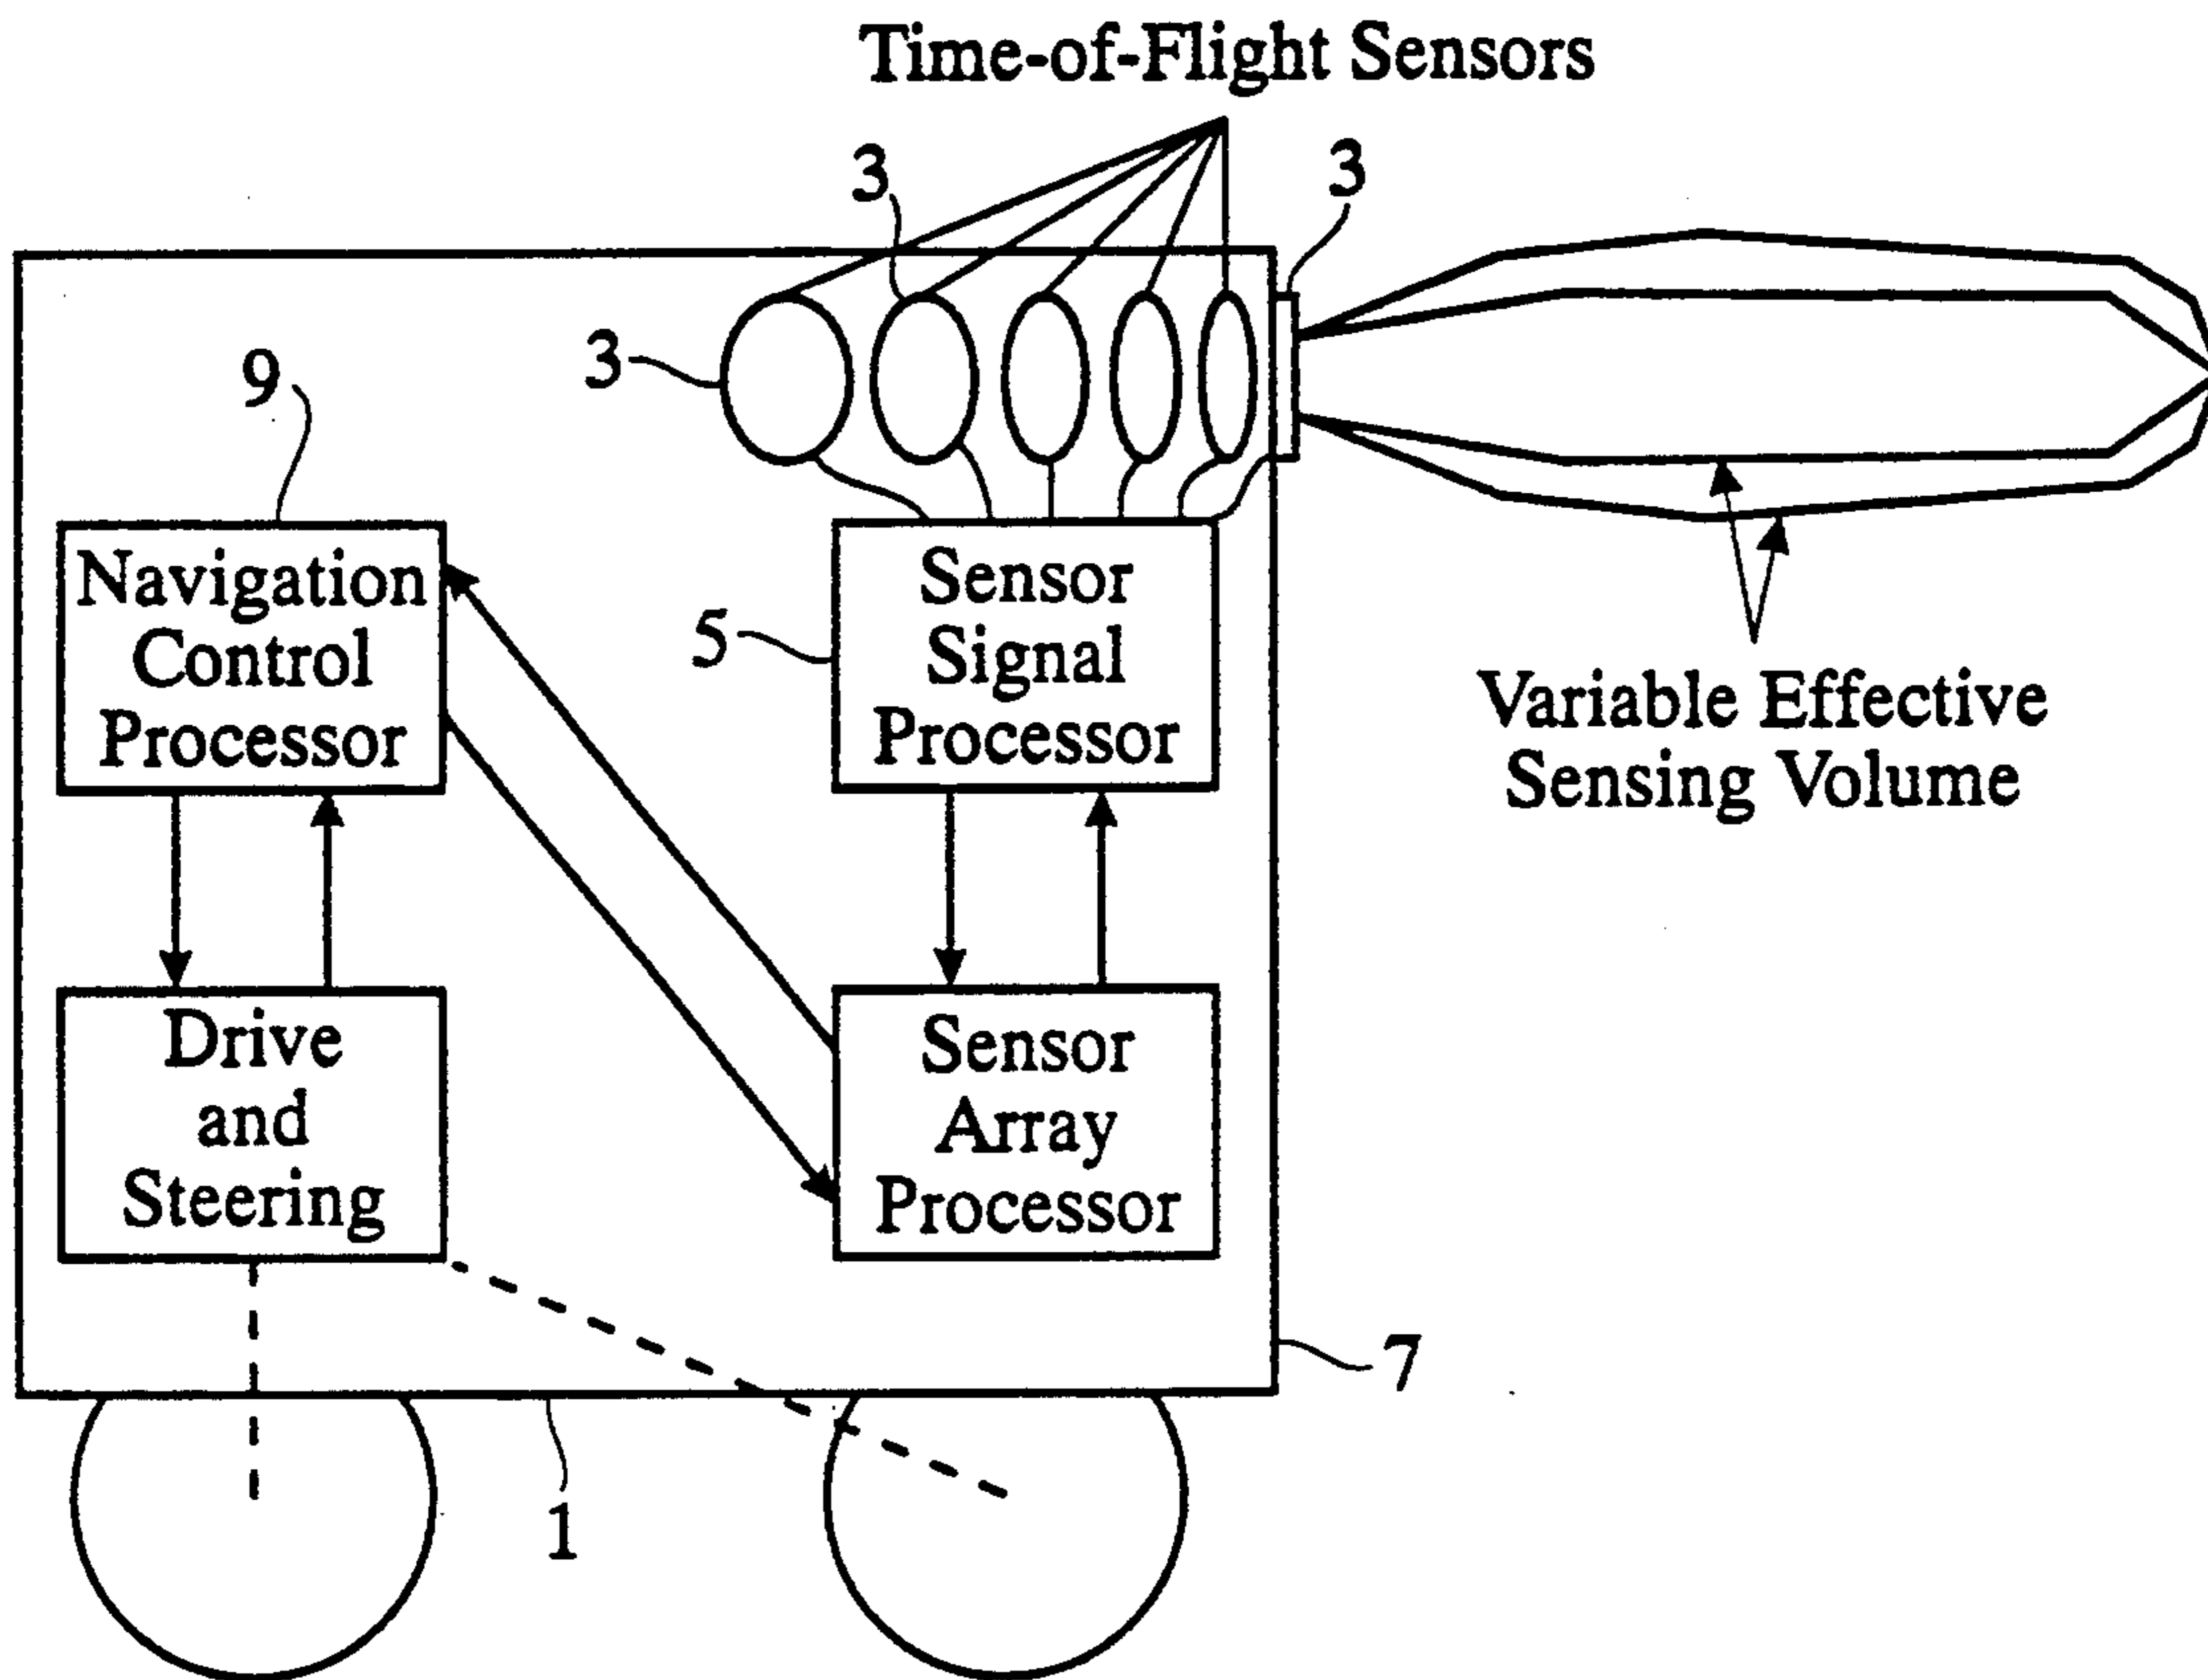 Time-of-Flight Sensors
3
3
3
9
Navigation
Control
Processor
5
Sensor
Signal
Processor
Variable Effective
Sensing Volume
Drive
and
Steering
Sensor
Array
Processor
7
1